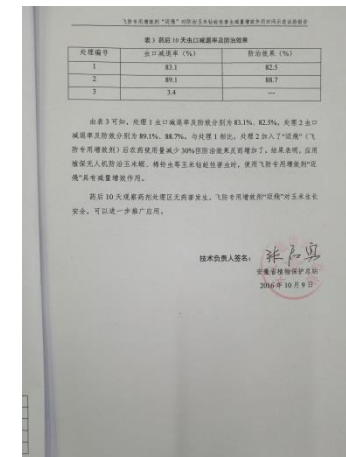 飞防专用增效剂“迈飞”对防治玉米钻蛀性害虫减量增效作用田间示范试验报告
表3 药后10天虫口减退率及防治效果
处理编号 虫口减退率（%） 防治效果（%）
1 83.1 82.5
2 89.1 88.7
3 3.4 ---
由表3可知，处理1虫口减退率及防效分别为83.1%、82.5%，处理2虫口
减退率及防效分别为89.1%、88.7%，与处理1相比，处理2加入了“迈飞”（飞
防专用增效剂）后农药使用量减少30%但防治效果反而增加了。结果表明，应用
植保无人机防治玉米螟、棉铃虫等玉米钻蛀性害虫时，使用飞防专用增效剂“迈
飞”具有减量增效作用。
药后10天观察药剂处理区无药害发生，飞防专用增效剂“迈飞”对玉米生长
安全，可以进一步推广应用。
技术负责人签名：
安徽省植物保护总站
2016年10月9日